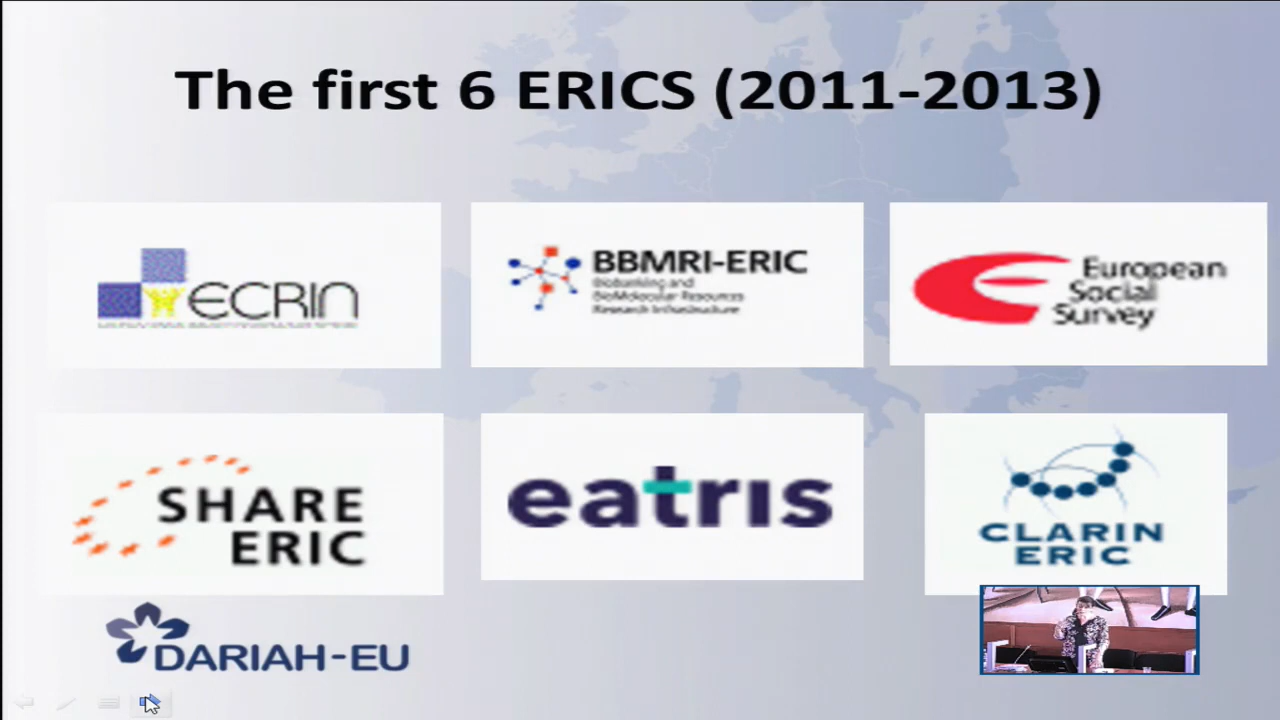 The first 6 ERICS (2011-2013)
ECRIN
BBMRI-ERIC
Biobanking and
BioMolecular Resources
Research Infrastructure
European
Social
Survey
SHARE
ERIC
eatris
CLARIN
ERIC
DARIAH-EU